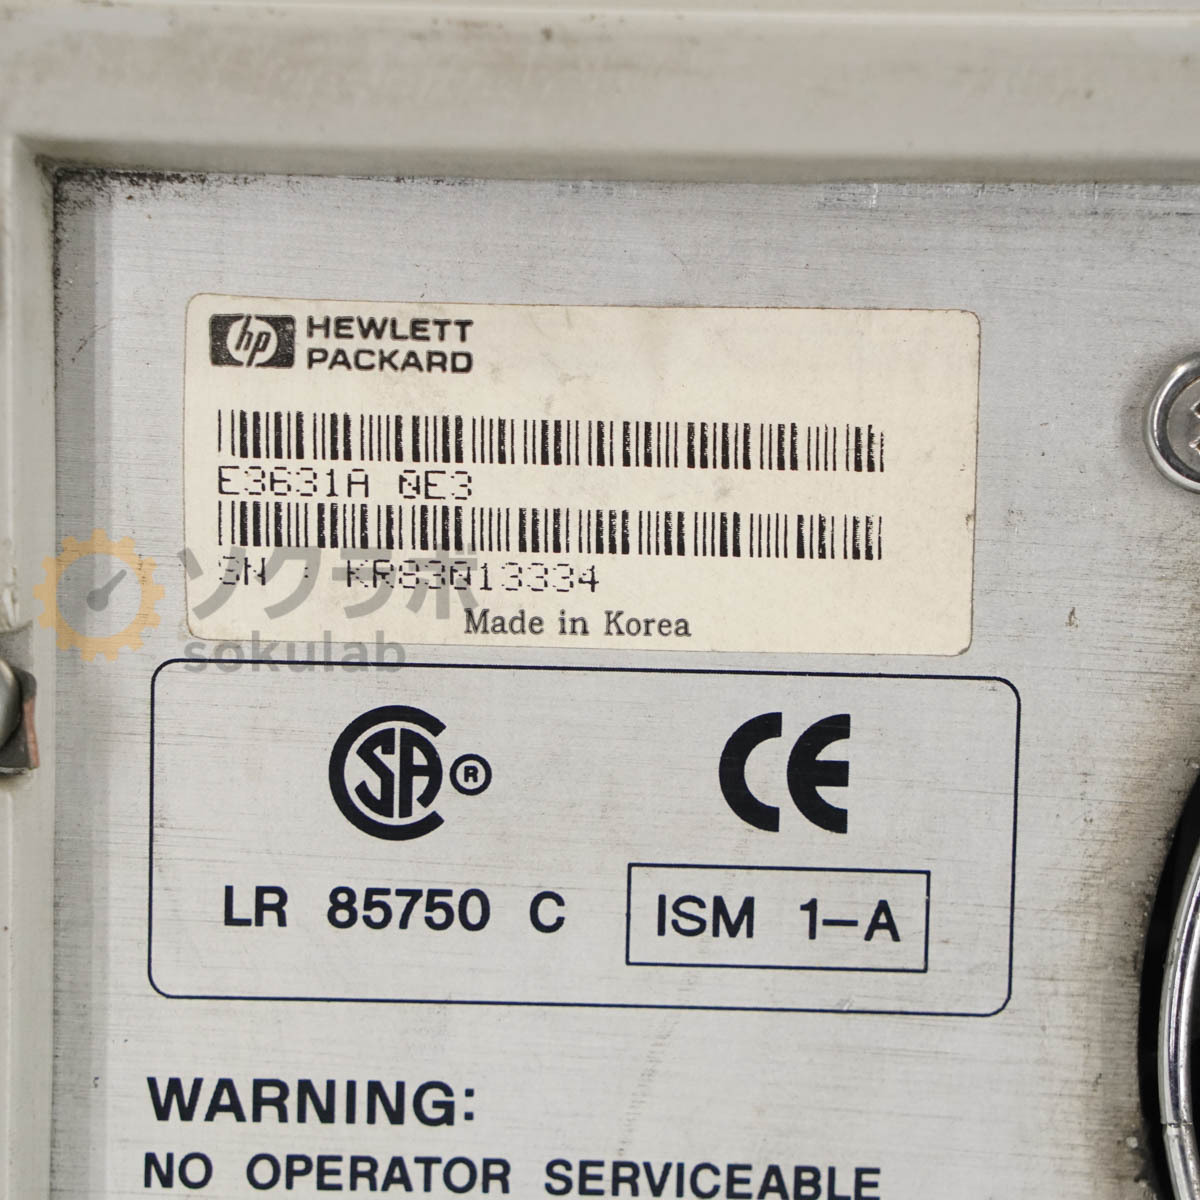 hp HEWLETT
PACKARD
E3631A 0E3
SN : KR83013334
ソクラボ
sokulab
Made in Korea
CSA ® CE
LR 85750 C
ISM 1-A
WARNING:
NO OPERATOR SERVICEABLE